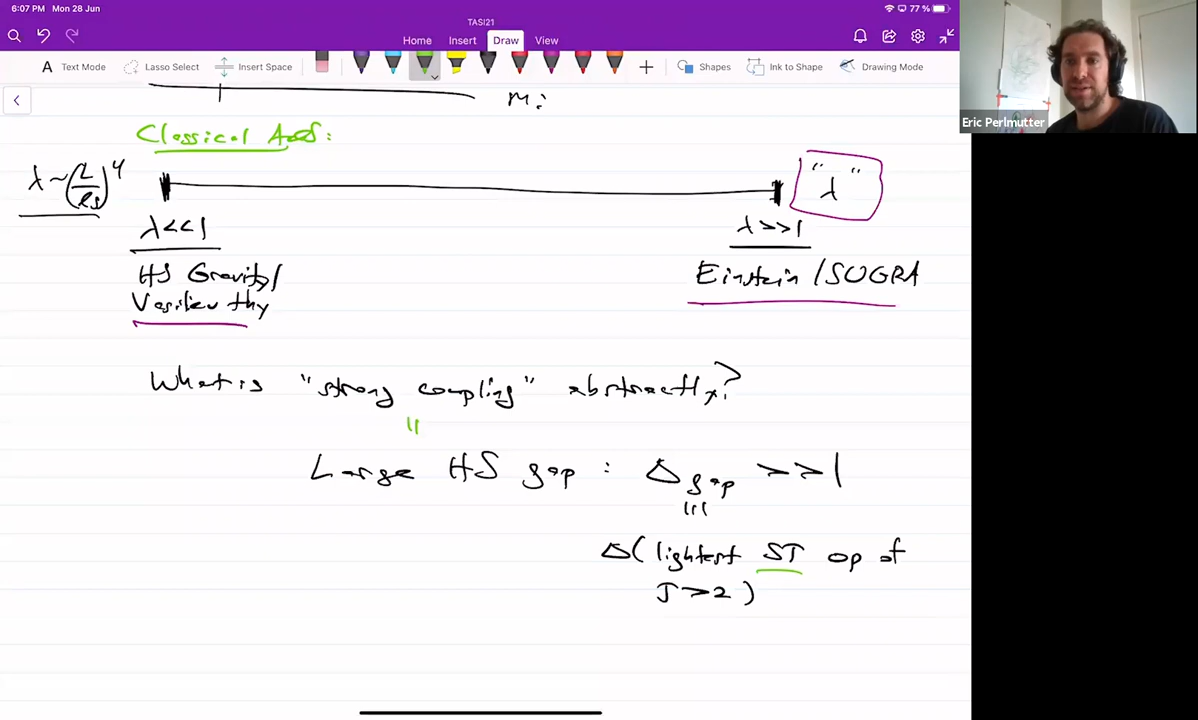 6:07 PM Mon 28 Jun
77%
TASI21
Home Insert Draw View
A Text Mode Lasso Select Insert Space Shapes Ink to Shape Drawing Mode
Eric Perlmutter
Classical AdS:
λ~(L/ls)^4
"λ"
λ<<1
λ>>1
HS Gravity/
Einstein/SUGRA
Vasiliev thy
What is "strong coupling" abstractly?
Large HS gap : Δgap >>1
Δ(lightest ST op of
J>2)